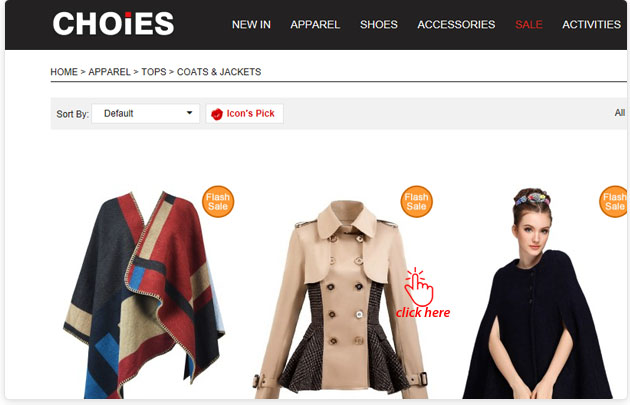 CHOiES
NEW IN APPAREL SHOES ACCESSORIES SALE ACTIVITIES
HOME > APPAREL > TOPS > COATS & JACKETS
Sort By: Default Icon's Pick All
Flash Sale
Flash Sale
Flash Sale
click here